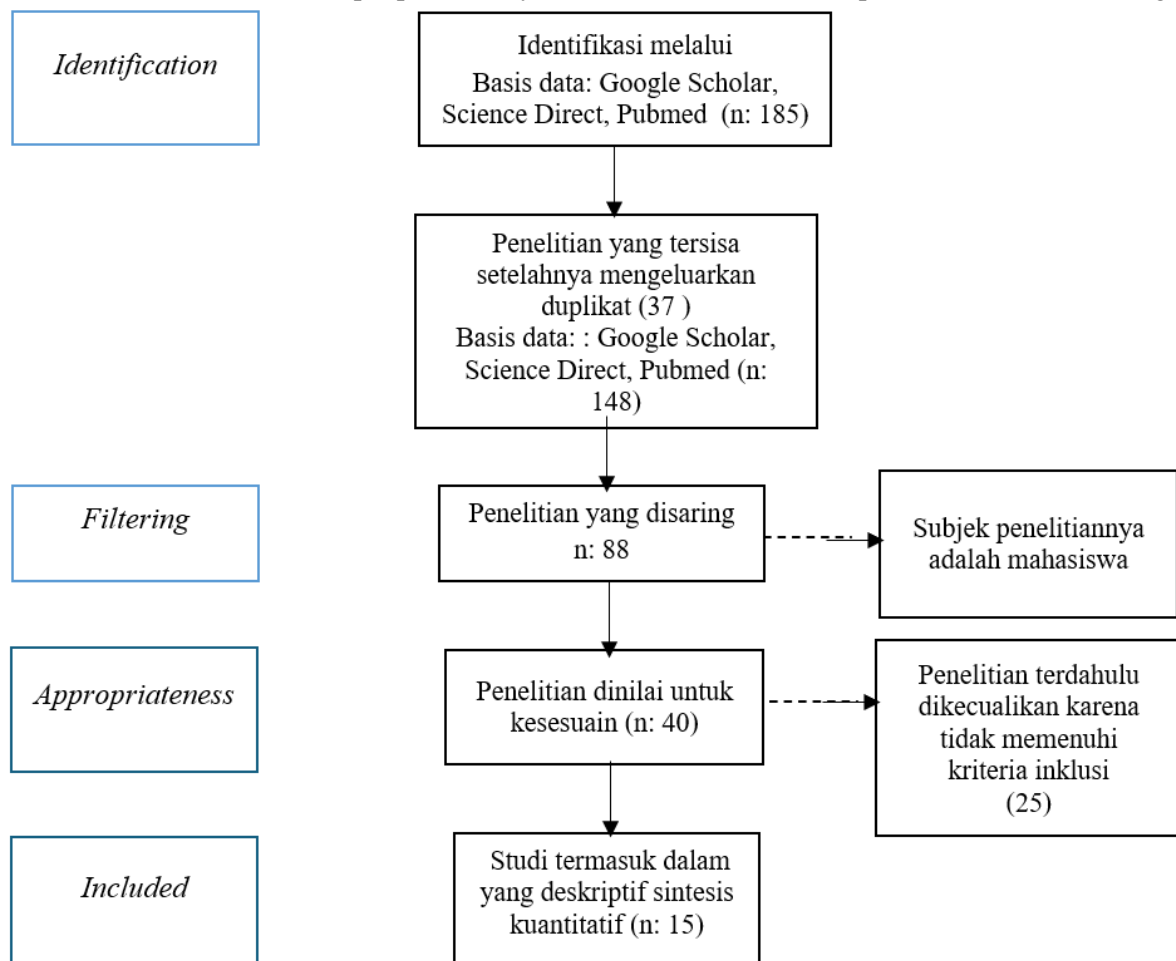 Identification
Identifikasi melalui
Basis data: Google Scholar,
Science Direct, Pubmed (n: 185)
Penelitian yang tersisa
setelahnya mengeluarkan
duplikat (37 )
Basis data: : Google Scholar,
Science Direct, Pubmed (n:
148)
Filtering
Penelitian yang disaring
n: 88
Subjek penelitiannya
adalah mahasiswa
Appropriateness
Penelitian dinilai untuk
kesesuain (n: 40)
Penelitian terdahulu
dikecualikan karena
tidak memenuhi
kriteria inklusi
(25)
Included
Studi termasuk dalam
yang deskriptif sintesis
kuantitatif (n: 15)